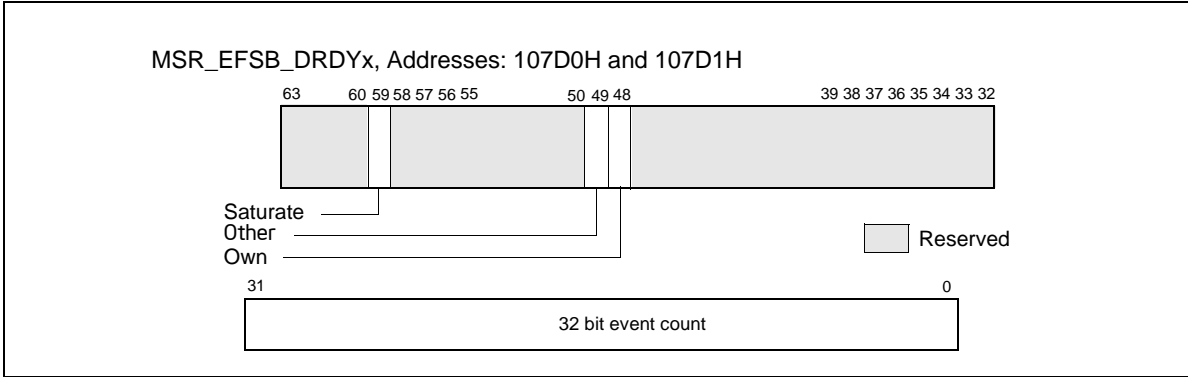 MSR_EFSB_DRDYx, Addresses: 107D0H and 107D1H
63 60 59 58 57 56 55 50 49 48 39 38 37 36 35 34 33 32
Saturate
Other
Own
Reserved
31 0
32 bit event count